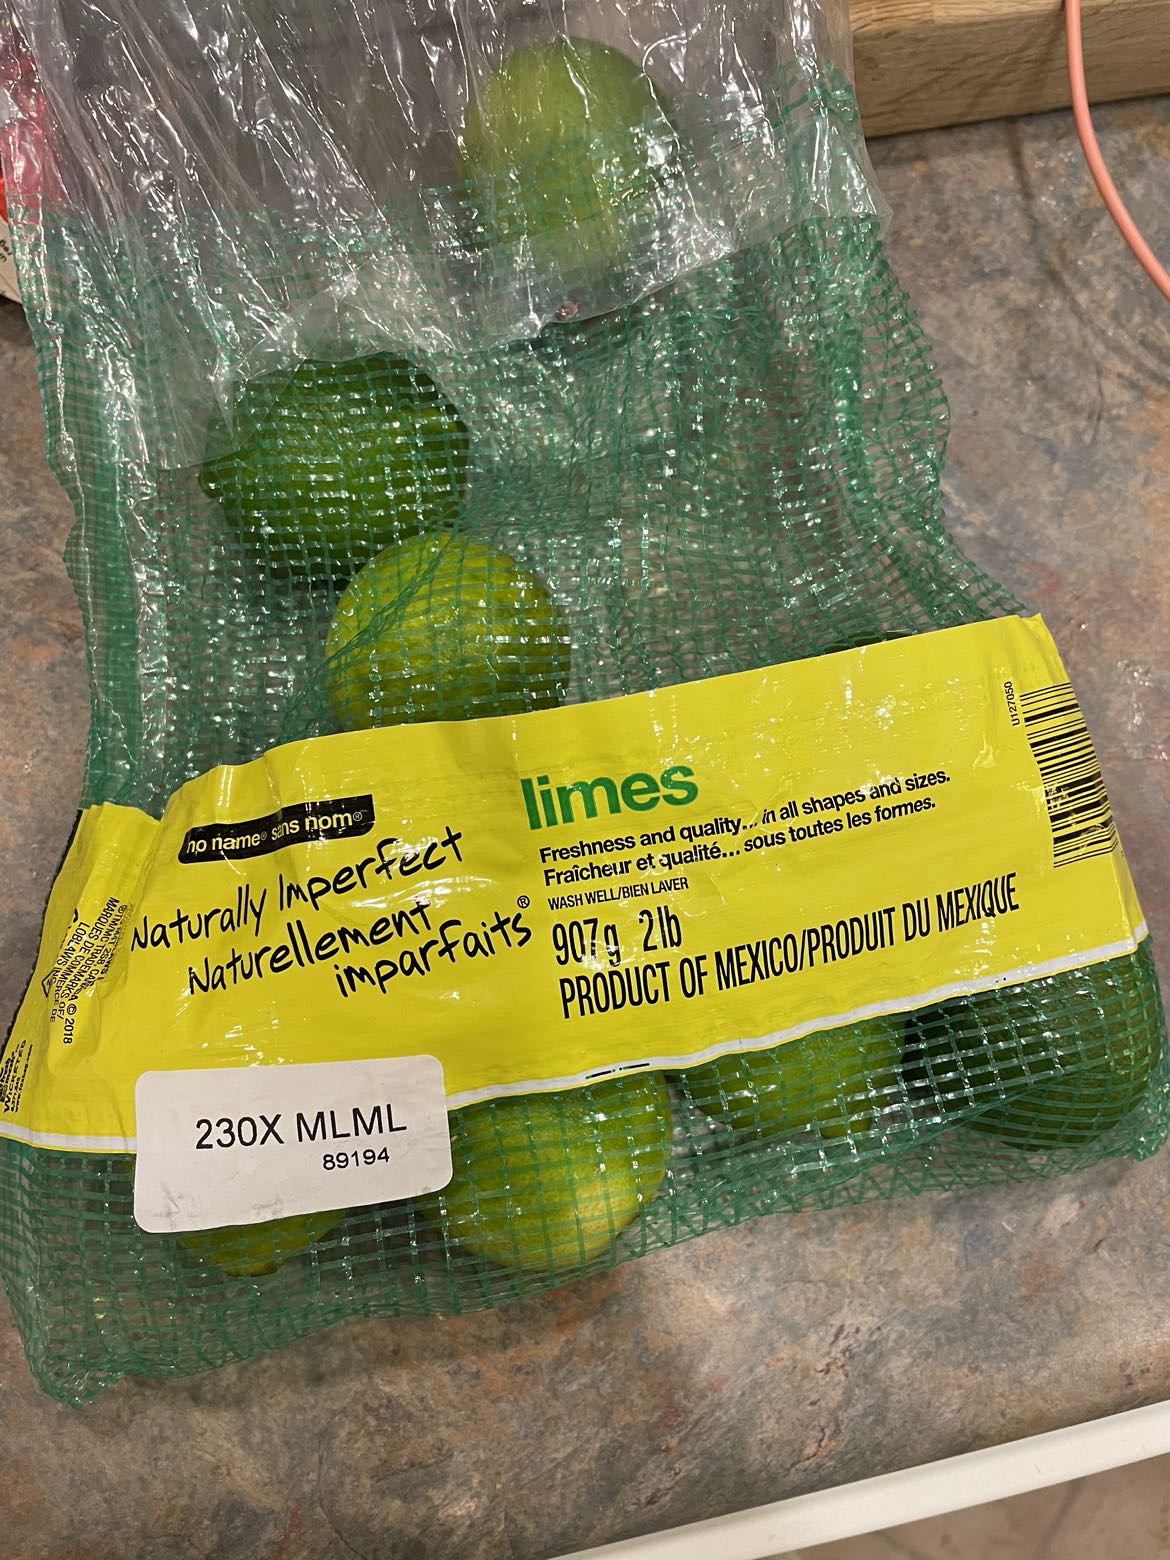 no name® sans nom®
Naturally Imperfect
Naturellement
imparfaits®
limes
Freshness and quality... in all shapes and sizes.
Fraîcheur et qualité... sous toutes les formes.
WASH WELL/BIEN LAVER
907g 2lb
PRODUCT OF MEXICO/PRODUIT DU MEXIQUE
U127050
230X MLML
89194